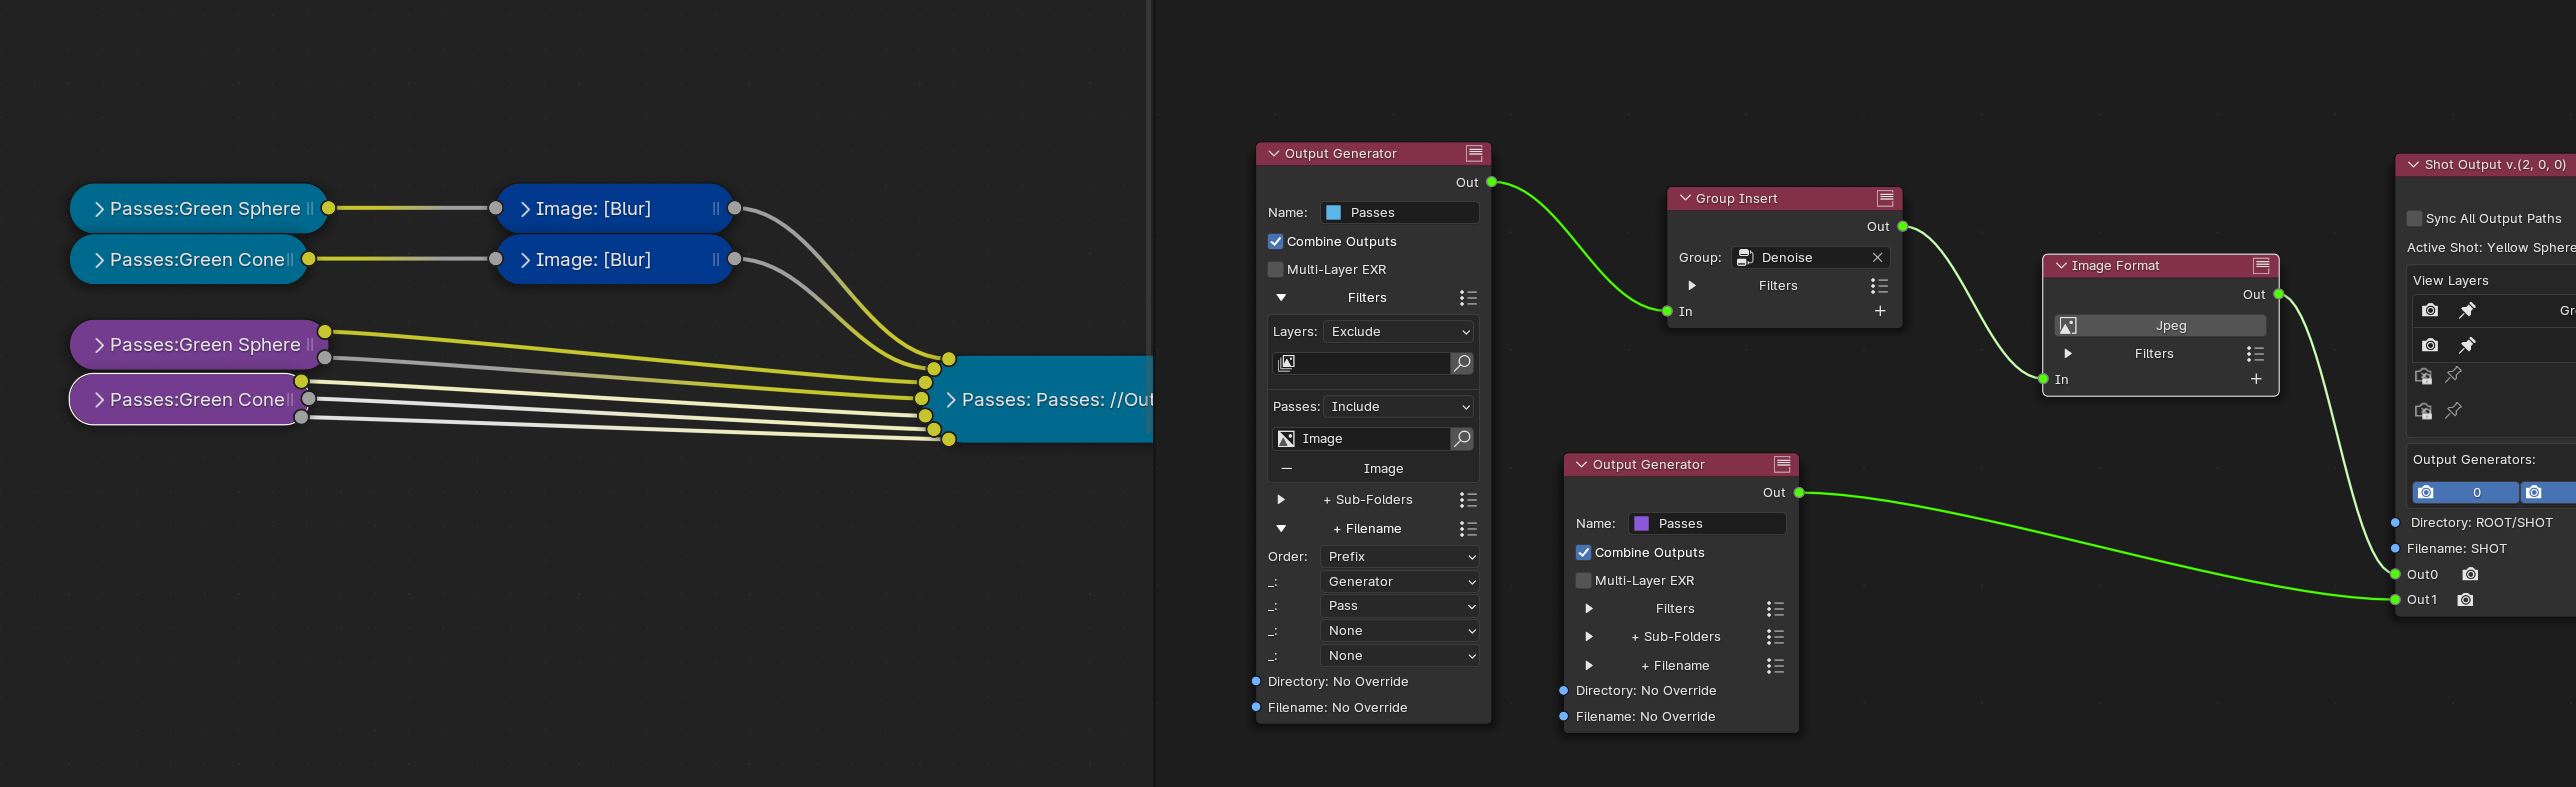 Passes:Green Sphere
Image: [Blur]
Passes:Green Cone
Image: [Blur]
Passes:Green Sphere
Passes:Green Cone
Passes: Passes: //Out
Output Generator
Out
Name: Passes
Combine Outputs
Multi-Layer EXR
Filters
Layers: Exclude
Passes: Include
Image
Image
+ Sub-Folders
+ Filename
Order: Prefix
_: Generator
_: Pass
_: None
_: None
Directory: No Override
Filename: No Override
Group Insert
Out
Group: Denoise
Filters
In
Output Generator
Out
Name: Passes
Combine Outputs
Multi-Layer EXR
Filters
+ Sub-Folders
+ Filename
Directory: No Override
Filename: No Override
Image Format
Out
Jpeg
Filters
In
Shot Output v.(2, 0, 0)
Sync All Output Paths
Active Shot: Yellow Sphere
View Layers
Gr
Output Generators:
0
Directory: ROOT/SHOT
Filename: SHOT
Out0
Out1